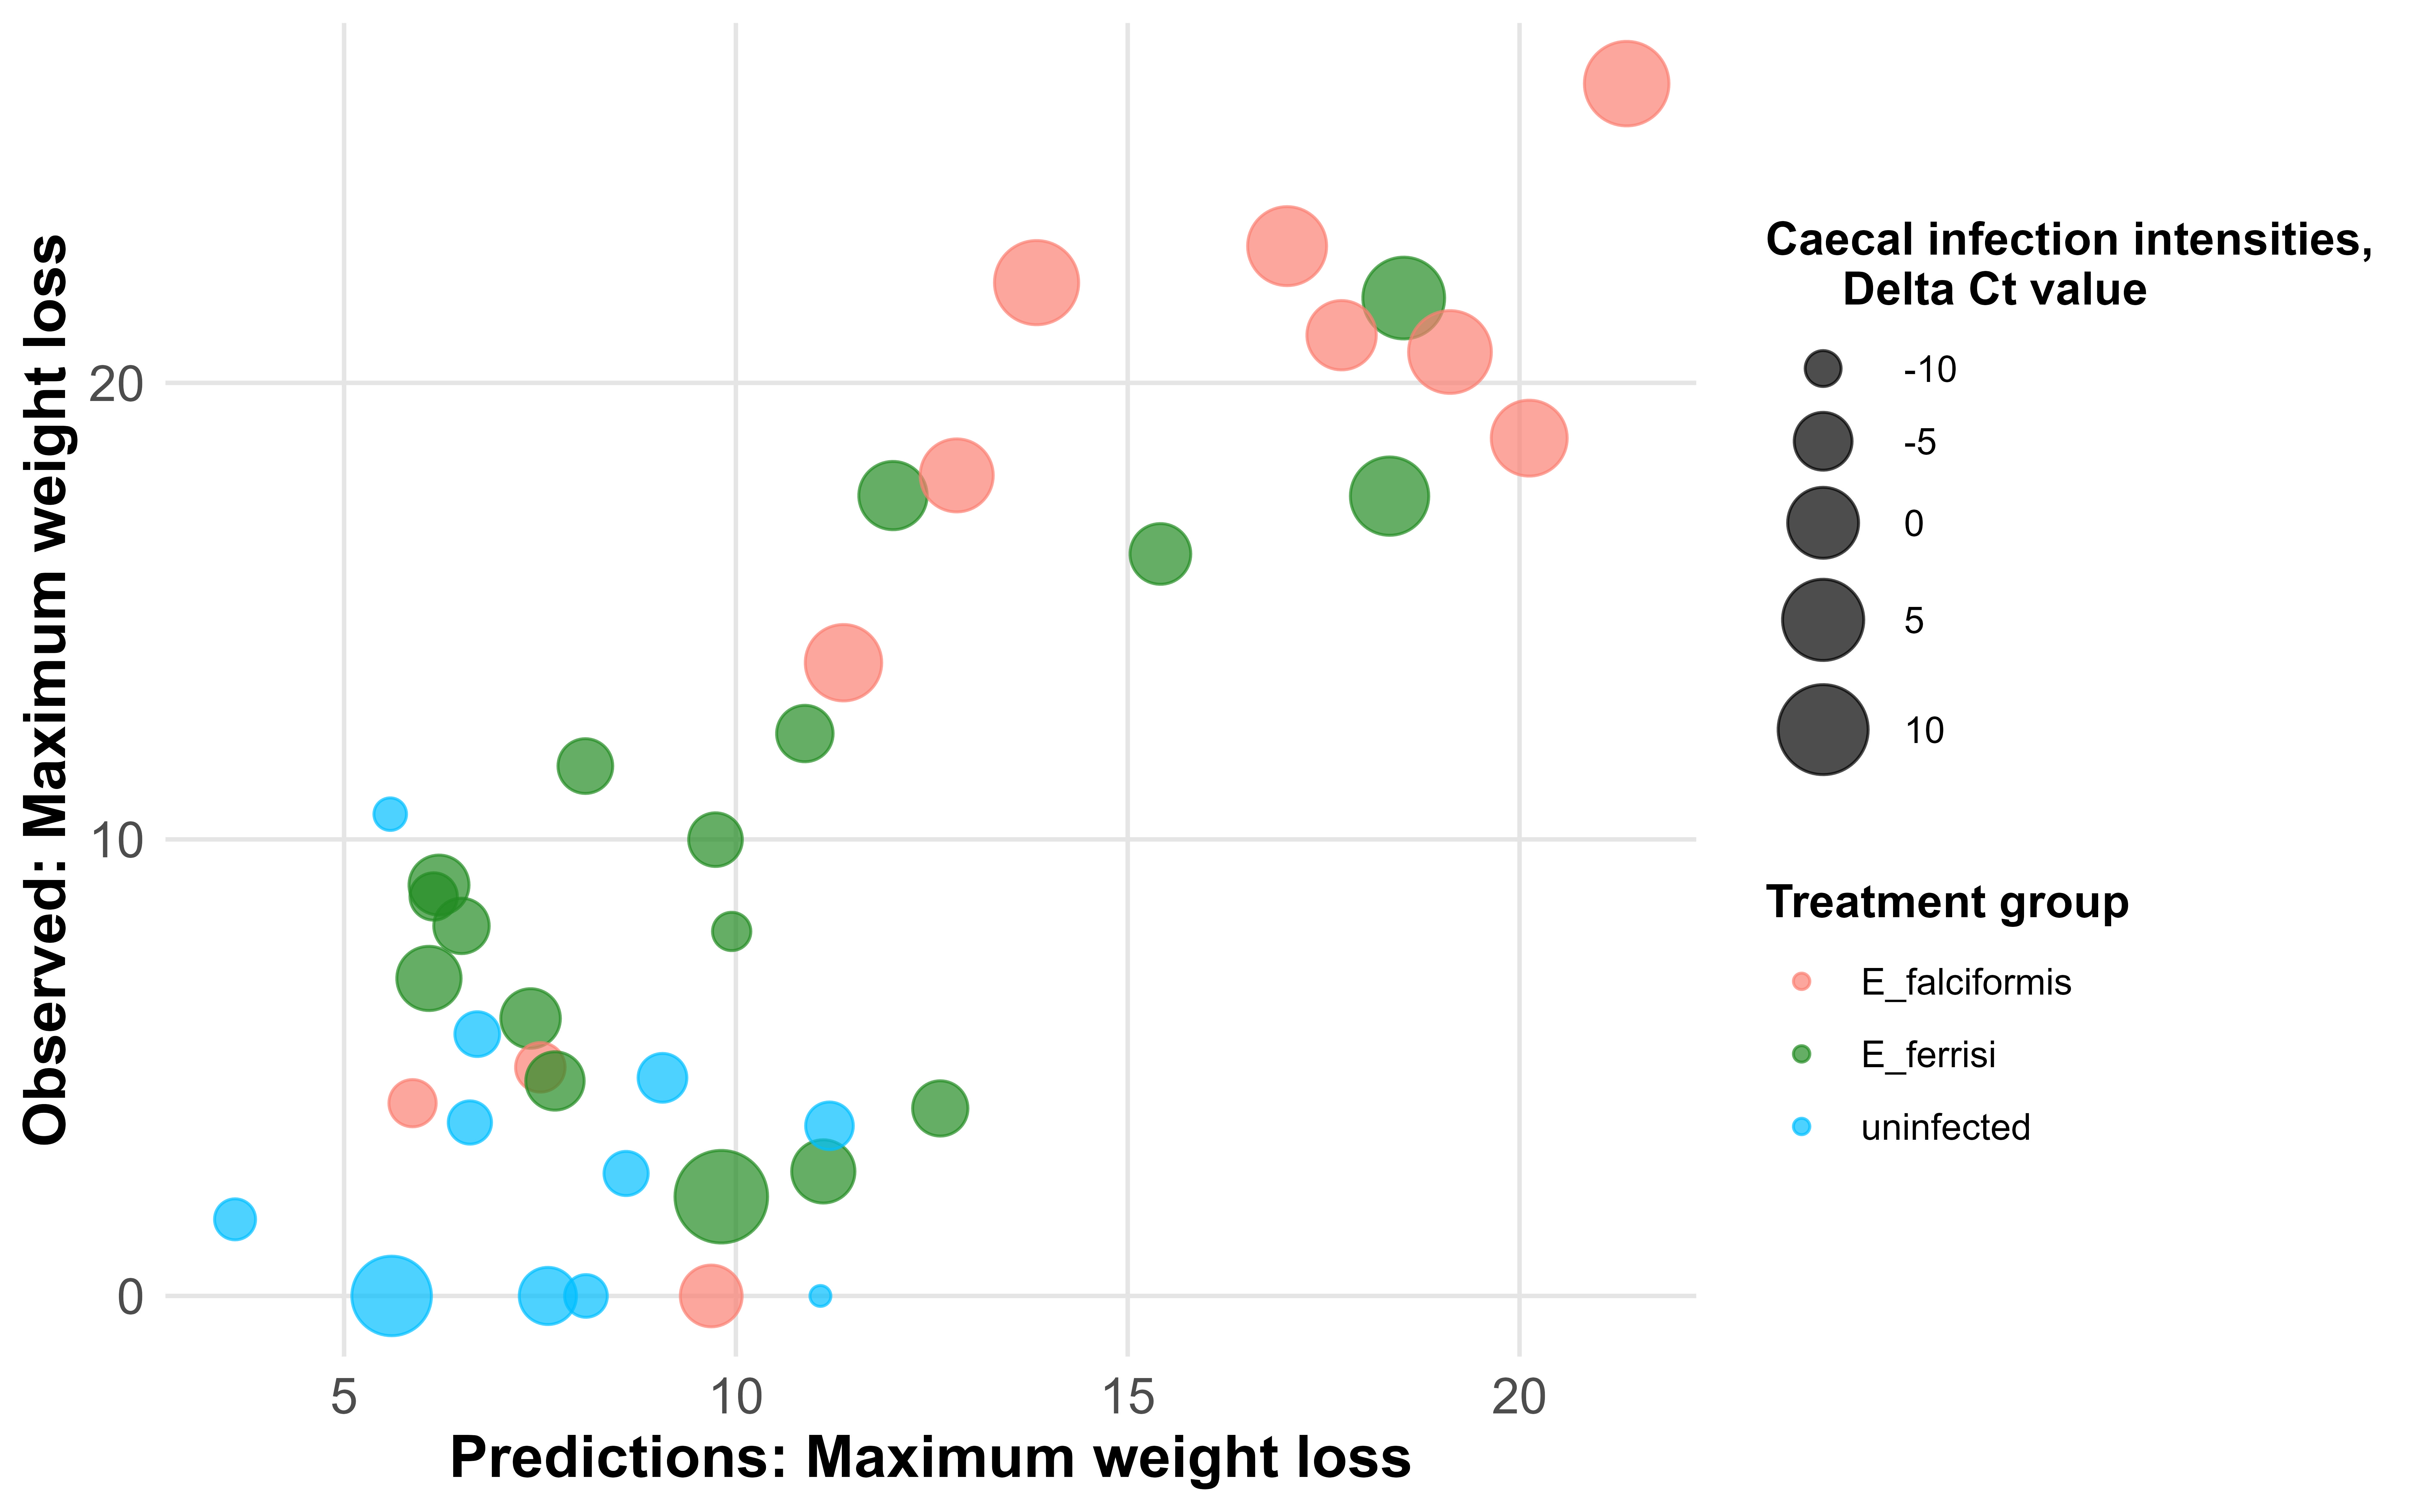 Observed: Maximum weight loss
20
10
0
5
10
15
20
Predictions: Maximum weight loss
Caecal infection intensities,
Delta Ct value
-10
-5
0
5
10
Treatment group
E_falciformis
E_ferrisi
uninfected